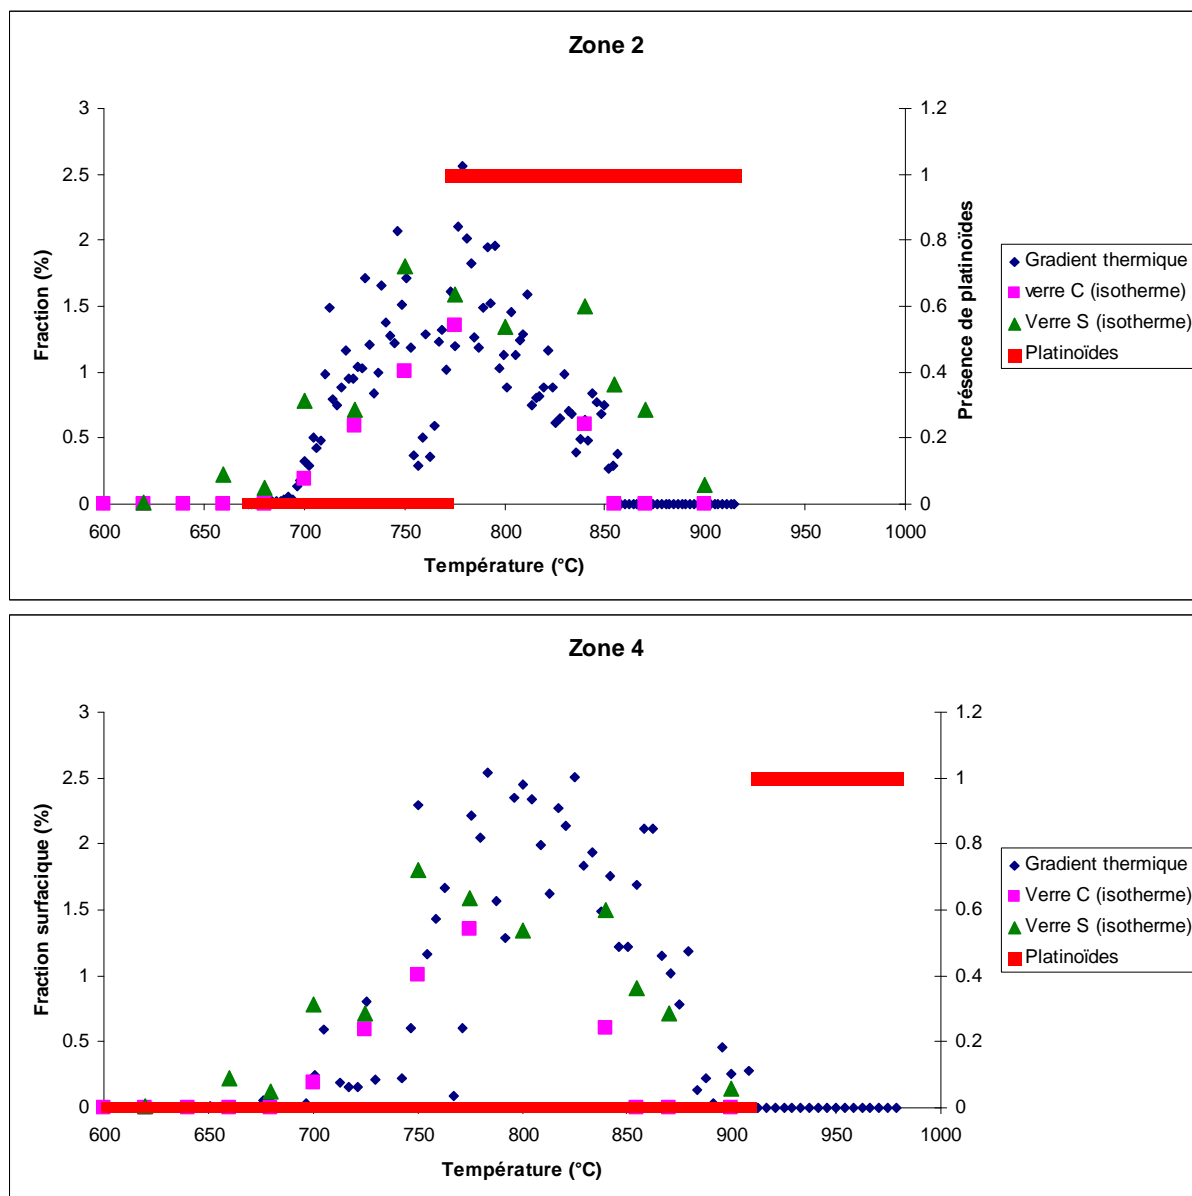 Zone 2
3
2.5
2
1.5
1
0.5
0
Fraction (%)
1.2
1
0.8
0.6
0.4
0.2
0
Présence de platinoïdes
600 650 700 750 800 850 900 950 1000
Température (°C)
Gradient thermique
verre C (isotherme)
Verre S (isotherme)
Platinoïdes
Zone 4
3
2.5
2
1.5
1
0.5
0
Fraction surfacique (%)
1.2
1
0.8
0.6
0.4
0.2
0
600 650 700 750 800 850 900 950 1000
Température (°C)
Gradient thermique
Verre C (isotherme)
Verre S (isotherme)
Platinoïdes